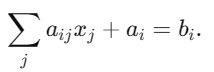 ∑_j a_{ij} x_j + a_i = b_i.